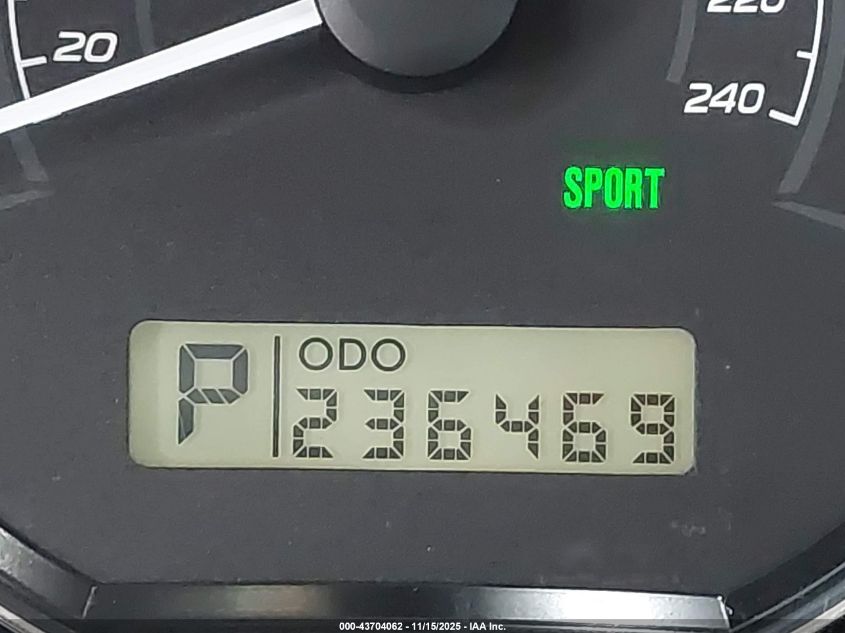 20
220
240
SPORT
P
ODO
236469
000-43704062 - 11/15/2025 - IAA Inc.